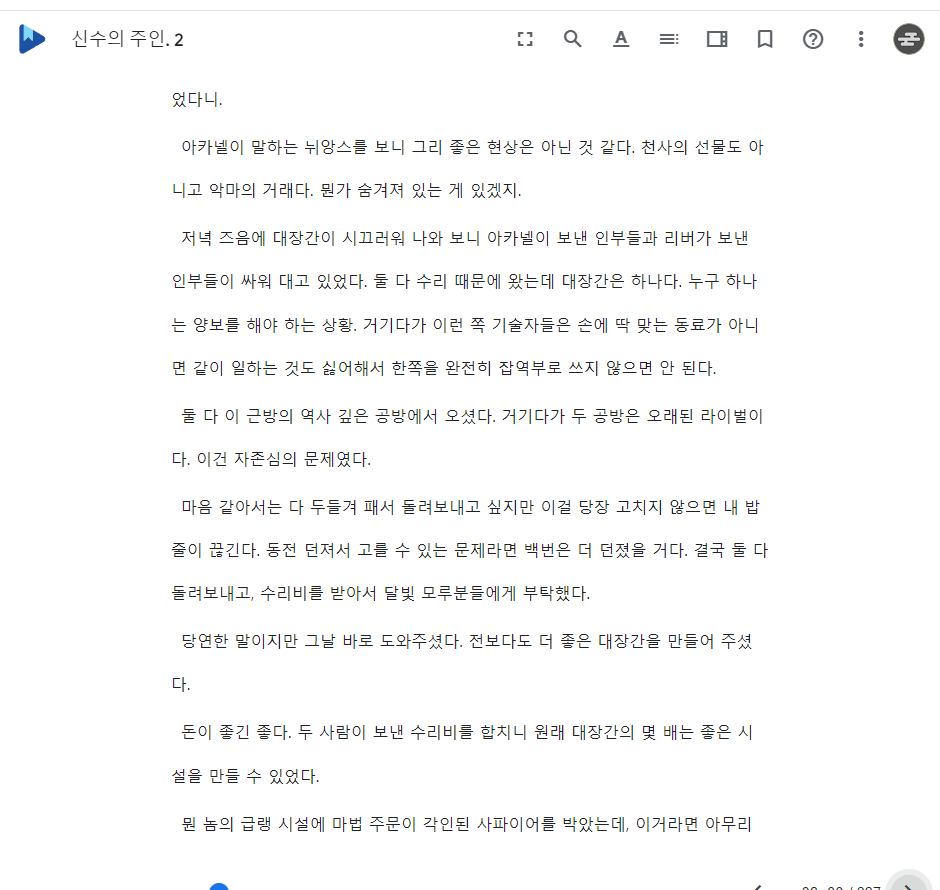 신수의 주인. 2
었다니.
아카넬이 말하는 뉘앙스를 보니 그리 좋은 현상은 아닌 것 같다. 천사의 선물도 아
니고 악마의 거래다. 뭔가 숨겨져 있는 게 있겠지.
저녁 즈음에 대장간이 시끄러워 나와 보니 아카넬이 보낸 인부들과 리버가 보낸
인부들이 싸워 대고 있었다. 둘 다 수리 때문에 왔는데 대장간은 하나다. 누구 하나
는 양보를 해야 하는 상황. 거기다가 이런 쪽 기술자들은 손에 딱 맞는 동료가 아니
면 같이 일하는 것도 싫어해서 한쪽을 완전히 잡역부로 쓰지 않으면 안 된다.
둘 다 이 근방의 역사 깊은 공방에서 오셨다. 거기다가 두 공방은 오래된 라이벌이
다. 이건 자존심의 문제였다.
마음 같아서는 다 두들겨 패서 돌려보내고 싶지만 이걸 당장 고치지 않으면 내 밥
줄이 끊긴다. 동전 던져서 고를 수 있는 문제라면 백번은 더 던졌을 거다. 결국 둘 다
돌려보내고, 수리비를 받아서 달빛 모루분들에게 부탁했다.
당연한 말이지만 그날 바로 도와주셨다. 전보다도 더 좋은 대장간을 만들어 주셨
다.
돈이 좋긴 좋다. 두 사람이 보낸 수리비를 합치니 원래 대장간의 몇 배는 좋은 시
설을 만들 수 있었다.
뭔 놈의 급랭 시설에 마법 주문이 각인된 사파이어를 박았는데, 이거라면 아무리